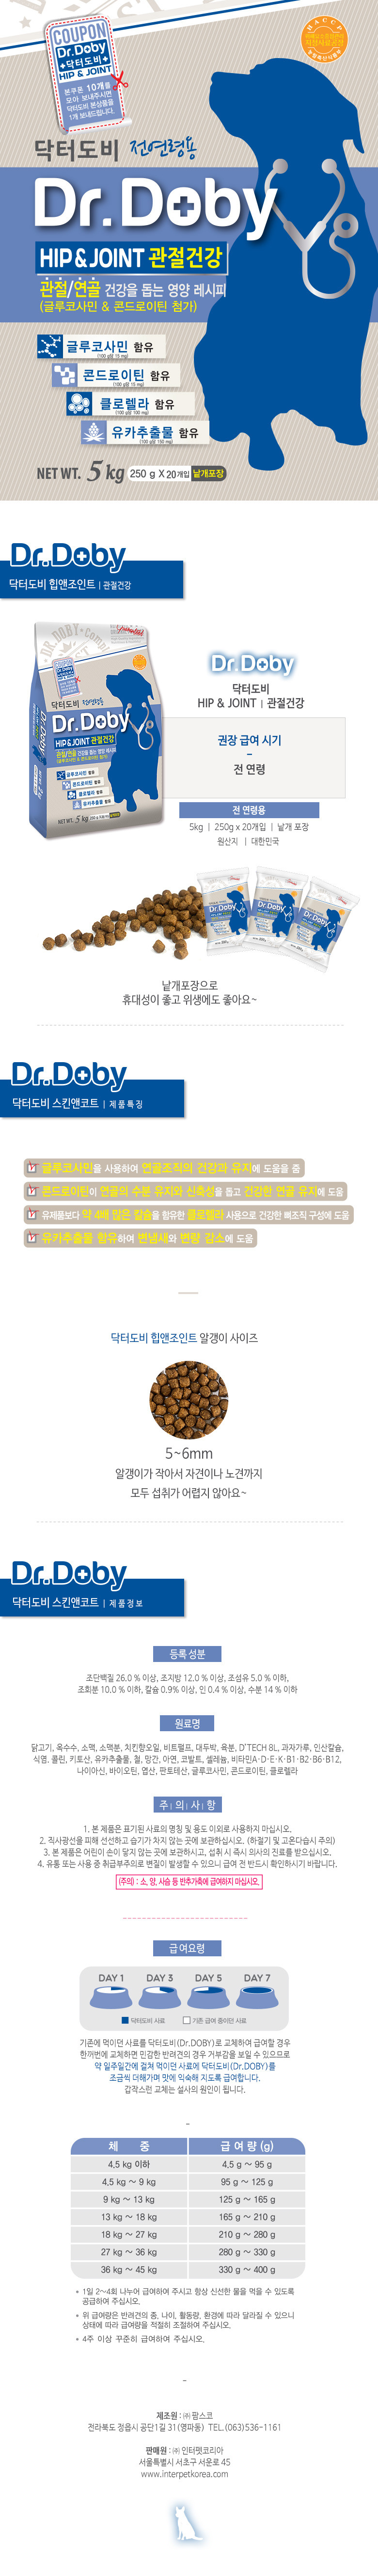 COUPON
Dr.Doby
+닥터도비+
HIP & JOINT
본쿠폰 10개를
모아 보내주시면
닥터도비 본상품을
1개 보내드립니다.
HACCP
닥터도비 전연령용
Dr.Doby
HIP & JOINT 관절건강
관절/연골 건강을 돕는 영양 레시피
(글루코사민 & 콘드로이틴 첨가)
글루코사민 함유
(100 g당 70 mg)
콘드로이틴 함유
(100 g당 15 mg)
클로렐라 함유
(100 g당 100 mg)
유카추출물 함유
(100 g당 150 mg)
NET WT. 5 kg 250 g X 20개입 낱개포장
Dr.Doby
닥터도비 힙앤조인트 | 관절건강
Dr.Doby
닥터도비
HIP & JOINT | 관절건강
권장 급여 시기
-
전 연령
전 연령용
5kg | 250g x 20개입 | 낱개 포장
원산지 | 대한민국
낱개포장으로
휴대성이 좋고 위생에도 좋아요~
Dr.Doby
닥터도비 스킨앤코트 | 제품특징
글루코사민을 사용하여 연골조직의 건강과 유지에 도움을 줌
콘드로이틴이 연골의 수분 유지와 신축성을 돕고 건강한 연골 유지에 도움
유제품보다 약 4배 많은 칼슘을 함유한 클로렐라 사용으로 건강한 뼈조직 구성에 도움
유카추출물 함유하여 변냄새와 변량 감소에 도움
닥터도비 힙앤조인트 알갱이 사이즈
5~6mm
알갱이가 작아서 자견이나 노견까지
모두 섭취가 어렵지 않아요~
Dr.Doby
닥터도비 스킨앤코트 | 제품정보
등록 성분
조단백질 26.0 % 이상, 조지방 12.0 % 이상, 조섬유 5.0 % 이하,
조회분 10.0 % 이하, 칼슘 0.9% 이상, 인 0.4 % 이상, 수분 14 % 이하
원료명
닭고기, 옥수수, 소맥, 소맥분, 치킨향오일, 비트펄프, 대두박, 육분, D'TECH 8L, 과자가루, 인산칼슘,
식염, 콜린, 키토산, 유카추출물, 철, 망간, 아연, 코발트, 셀레늄, 비타민A·D·E·K·B1·B2·B6·B12,
나이아신, 바이오틴, 엽산, 판토테산, 글루코사민, 콘드로이틴, 클로렐라
주 | 의 | 사 | 항
1. 본 제품은 표기된 사료의 명칭 및 용도 이외로 사용하지 마십시오.
2. 직사광선을 피해 선선하고 습기가 차지 않는 곳에 보관하십시오. (하절기 및 고온다습시 주의)
3. 본 제품은 어린이 손이 닿지 않는 곳에 보관하시고, 섭취 시 즉시 의사의 진료를 받으십시오.
4. 유통 또는 사용 중 취급부주의로 변질이 발생할 수 있으니 급여 전 반드시 확인하시기 바랍니다.
(주의) : 소, 양, 사슴 등 반추가축에 급여하지 마십시오.
급여요령
DAY 1 DAY 3 DAY 5 DAY 7
닥터도비 사료 기존 급여 중이던 사료
기존에 먹이던 사료를 닥터도비(Dr.DOBY)로 교체하여 급여할 경우
한꺼번에 교체하면 민감한 반려견의 경우 거부감을 보일 수 있으므로
약 일주일간에 걸쳐 먹이던 사료에 닥터도비(Dr.DOBY)를
조금씩 더해가며 맛에 익숙해 지도록 급여합니다.
갑작스런 교체는 설사의 원인이 됩니다.
-
체 중 급 여 량 (g)
4.5 kg 이하 4.5 g ~ 95 g
4.5 kg ~ 9 kg 95 g ~ 125 g
9 kg ~ 13 kg 125 g ~ 165 g
13 kg ~ 18 kg 165 g ~ 210 g
18 kg ~ 27 kg 210 g ~ 280 g
27 kg ~ 36 kg 280 g ~ 330 g
36 kg ~ 45 kg 330 g ~ 400 g
* 1일 2~4회 나누어 급여하여 주시고 항상 신선한 물을 먹을 수 있도록
공급하여 주십시오.
* 위 급여량은 반려견의 종, 나이, 활동량, 환경에 따라 달라질 수 있으니
상태에 따라 급여량을 적절히 조절하여 주십시오.
* 4주 이상 꾸준히 급여하여 주십시오.
-
제조원 : ㈜ 팜스코
전라북도 정읍시 공단1길 31(영파동) TEL.(063)536-1161
판매원 : ㈜ 인터펫코리아
서울특별시 서초구 서운로 45
www.interpetkorea.com